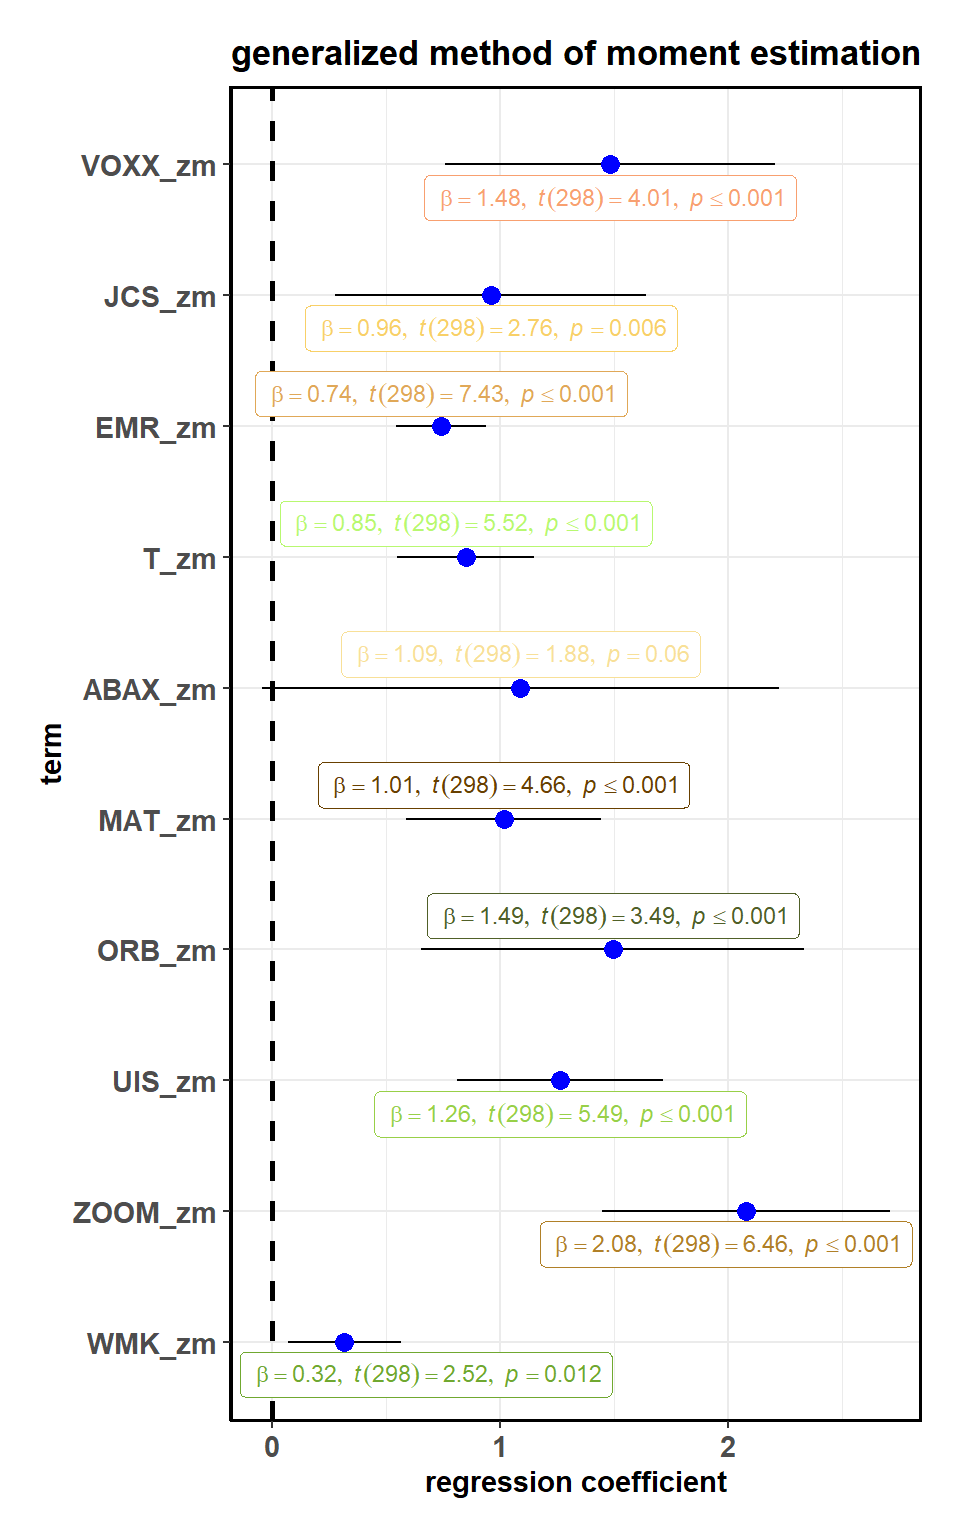 generalized method of moment estimation
VOXX_zm
β = 1.48, t(298) = 4.01, p ≤ 0.001
JCS_zm
β = 0.96, t(298) = 2.76, p = 0.006
β = 0.74, t(298) = 7.43, p ≤ 0.001
EMR_zm
β = 0.85, t(298) = 5.52, p ≤ 0.001
T_zm
β = 1.09, t(298) = 1.88, p = 0.06
ABAX_zm
term
β = 1.01, t(298) = 4.66, p ≤ 0.001
MAT_zm
β = 1.49, t(298) = 3.49, p ≤ 0.001
ORB_zm
UIS_zm
β = 1.26, t(298) = 5.49, p ≤ 0.001
ZOOM_zm
β = 2.08, t(298) = 6.46, p ≤ 0.001
WMK_zm
β = 0.32, t(298) = 2.52, p = 0.012
0 1 2
regression coefficient